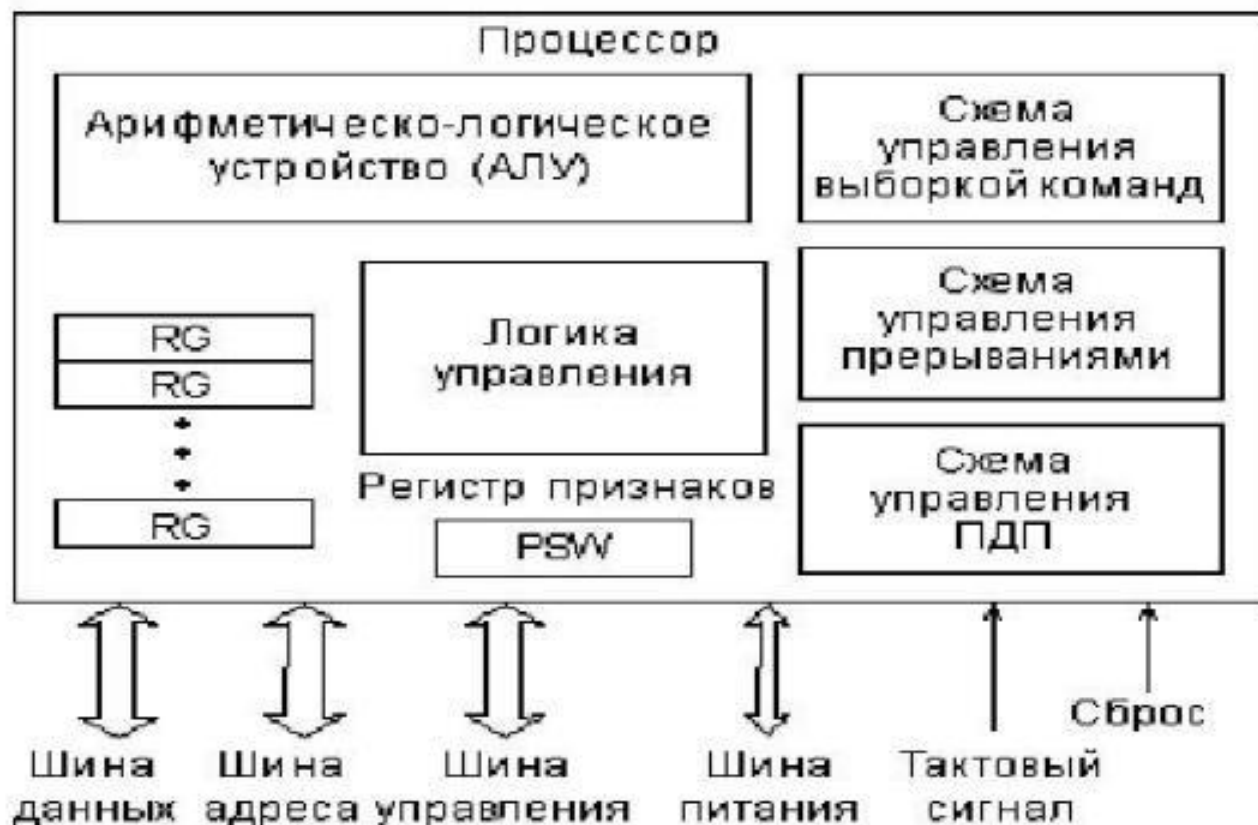 Процессор
Арифметическо-логическое
устройство (АЛУ)
Схема
управления
выборкой команд
RG
RG
RG
Логика
управления
Схема
управления
прерываниями
Регистр признаков
PSW
Схема
управления
ПДП
Шина
данных
Шина
адреса
Шина
управления
Шина
питания
Тактовый
сигнал
Сброс